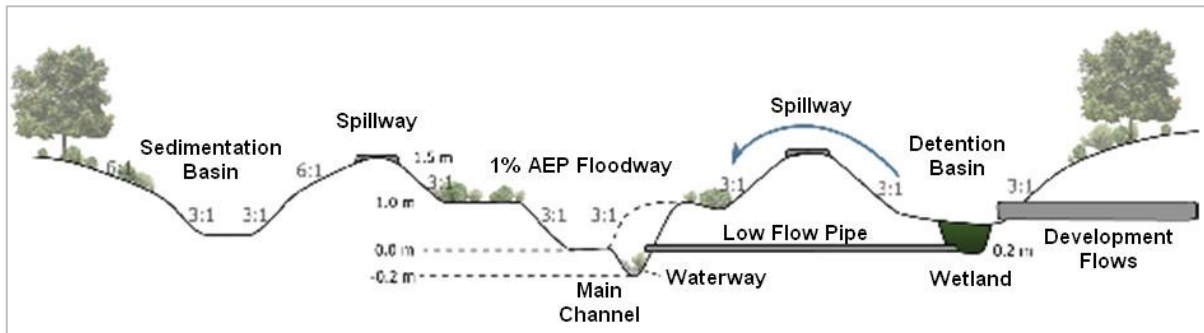 Spillway
Spillway
Sedimentation
Basin
Detention
Basin
1% AEP Floodway
6:1
6:1
1.5 m
3:1
3:1
3:1
3:1
3:1
1.0 m
3:1
3:1
3:1
3:1
0.0 m
Low Flow Pipe
0.2 m
Development
Flows
-0.2 m
Waterway
Wetland
Main
Channel